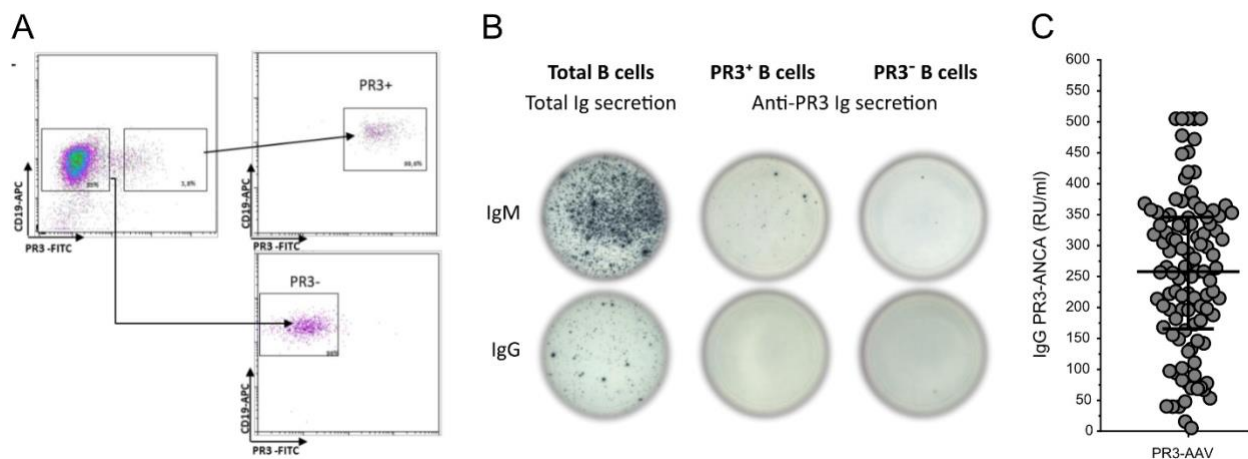 A
-
CD19-APC
PR3 -FITC
1,8%
PR3+
CD19-APC
PR3 -FITC
PR3-
CD19-APC
PR3 -FITC
B
Total B cells PR3⁺ B cells PR3⁻ B cells
Total Ig secretion Anti-PR3 Ig secretion
IgM
IgG
C
IgG PR3-ANCA (RU/ml)
600
550
500
450
400
350
300
250
200
150
100
50
0
PR3-AAV